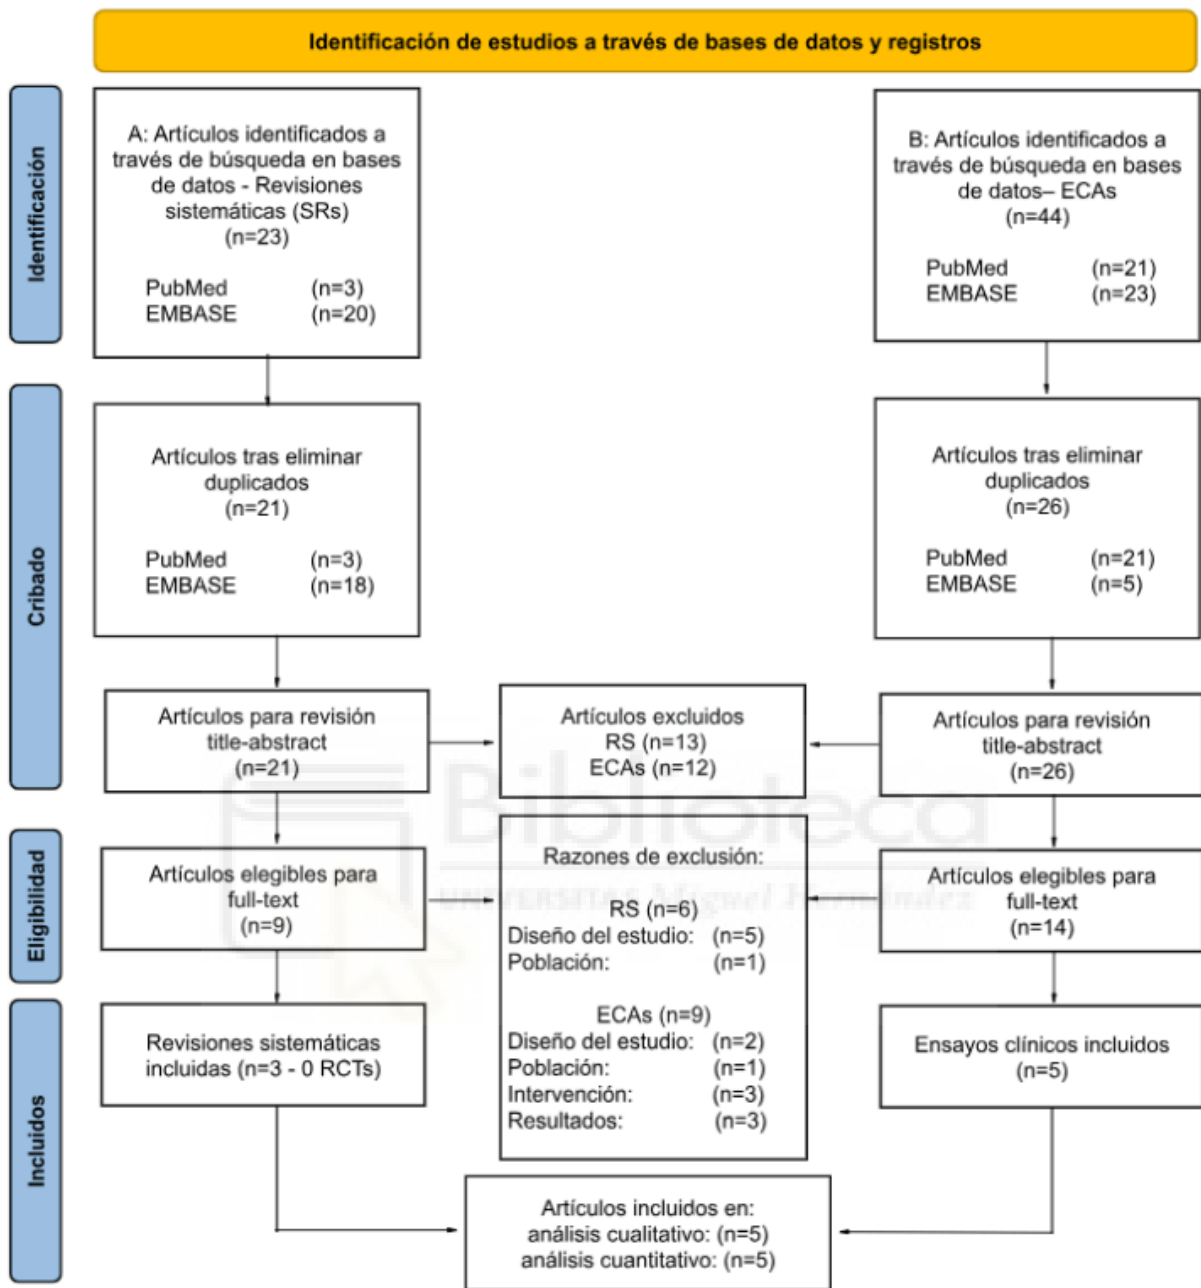 Identificación de estudios a través de bases de datos y registros
Identificación
A: Artículos identificados a
través de búsqueda en bases
de datos - Revisiones
sistemáticas (SRs)
(n=23)
PubMed (n=3)
EMBASE (n=20)
B: Artículos identificados a
través de búsqueda en bases
de datos– ECAs
(n=44)
PubMed (n=21)
EMBASE (n=23)
Cribado
Artículos tras eliminar
duplicados
(n=21)
PubMed (n=3)
EMBASE (n=18)
Artículos tras eliminar
duplicados
(n=26)
PubMed (n=21)
EMBASE (n=5)
Artículos para revisión
title-abstract
(n=21)
Artículos excluidos
RS (n=13)
ECAs (n=12)
Artículos para revisión
title-abstract
(n=26)
Biblioteca
UNIVERSITAS Miguel Hernández
Eligibilidad
Artículos elegibles para
full-text
(n=9)
Razones de exclusión:
RS (n=6)
Diseño del estudio: (n=5)
Población: (n=1)
ECAs (n=9)
Diseño del estudio: (n=2)
Población: (n=1)
Intervención: (n=3)
Resultados: (n=3)
Artículos elegibles para
full-text
(n=14)
Incluidos
Revisiones sistemáticas
incluidas (n=3 - 0 RCTs)
Ensayos clínicos incluidos
(n=5)
Artículos incluidos en:
análisis cualitativo: (n=5)
análisis cuantitativo: (n=5)